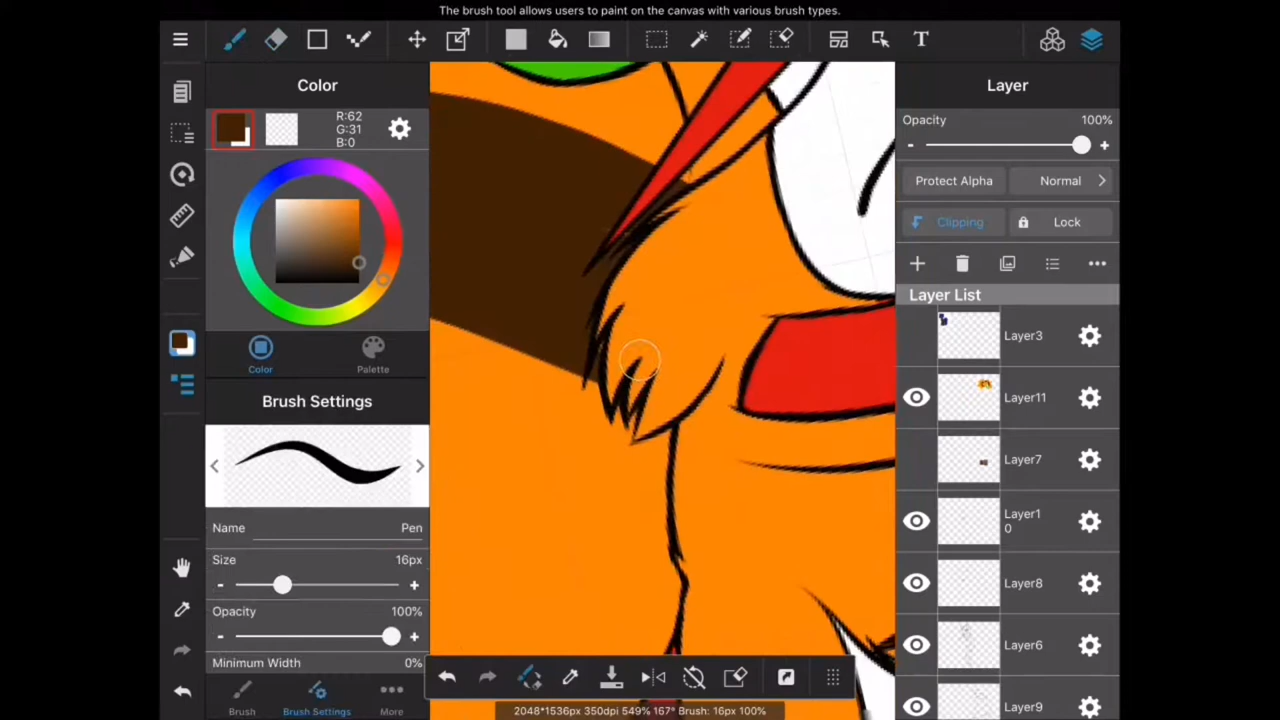 The brush tool allows users to paint on the canvas with various brush types.
T
Color
R:62
G:31
B:0
Color
Palette
Brush Settings
Name Pen
Size 16px
- +
Opacity 100%
- +
Minimum Width 0%
Brush
Brush Settings
More
2048*1536px 350dpi 549% 167° Brush: 16px 100%
Layer
Opacity 100%
- +
Protect Alpha
Normal
Clipping
Lock
Layer List
Layer3
Layer11
Layer7
Layer1
0
Layer8
Layer6
Layer9